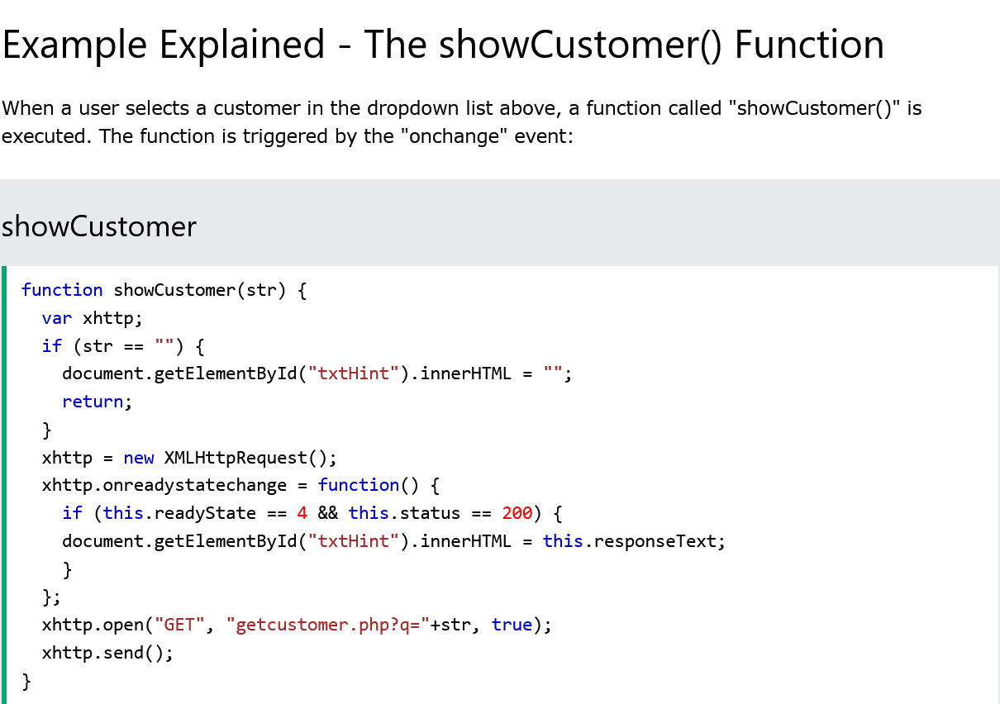 Example Explained - The showCustomer() Function
When a user selects a customer in the dropdown list above, a function called "showCustomer()" is
executed. The function is triggered by the "onchange" event:
showCustomer
function showCustomer(str) {
  var xhttp;
  if (str == "") {
    document.getElementById("txtHint").innerHTML = "";
    return;
  }
  xhttp = new XMLHttpRequest();
  xhttp.onreadystatechange = function() {
    if (this.readyState == 4 && this.status == 200) {
    document.getElementById("txtHint").innerHTML = this.responseText;
    }
  };
  xhttp.open("GET", "getcustomer.php?q="+str, true);
  xhttp.send();
}